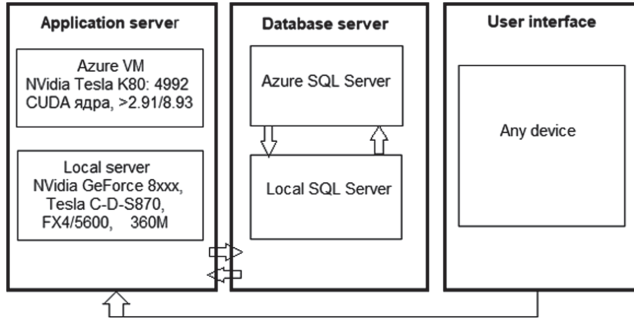 Application server
Azure VM
NVidia Tesla K80: 4992
CUDA ядра, >2.91/8.93
Local server
NVidia GeForce 8xxx,
Tesla C-D-S870,
FX4/5600, 360M
Database server
Azure SQL Server
Local SQL Server
User interface
Any device